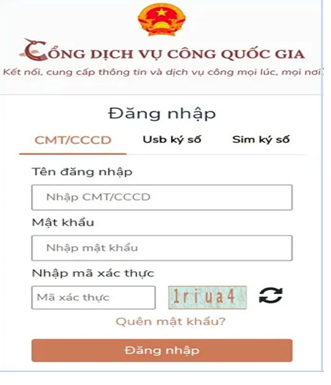 CỔNG DỊCH VỤ CÔNG QUỐC GIA
Kết nối, cung cấp thông tin và dịch vụ công mọi lúc, mọi nơi
Đăng nhập
CMT/CCCD Usb ký số Sim ký số
Tên đăng nhập
Nhập CMT/CCCD
Mật khẩu
Nhập mật khẩu
Nhập mã xác thực
Mã xác thực 1riua4
Quên mật khẩu?
Đăng nhập